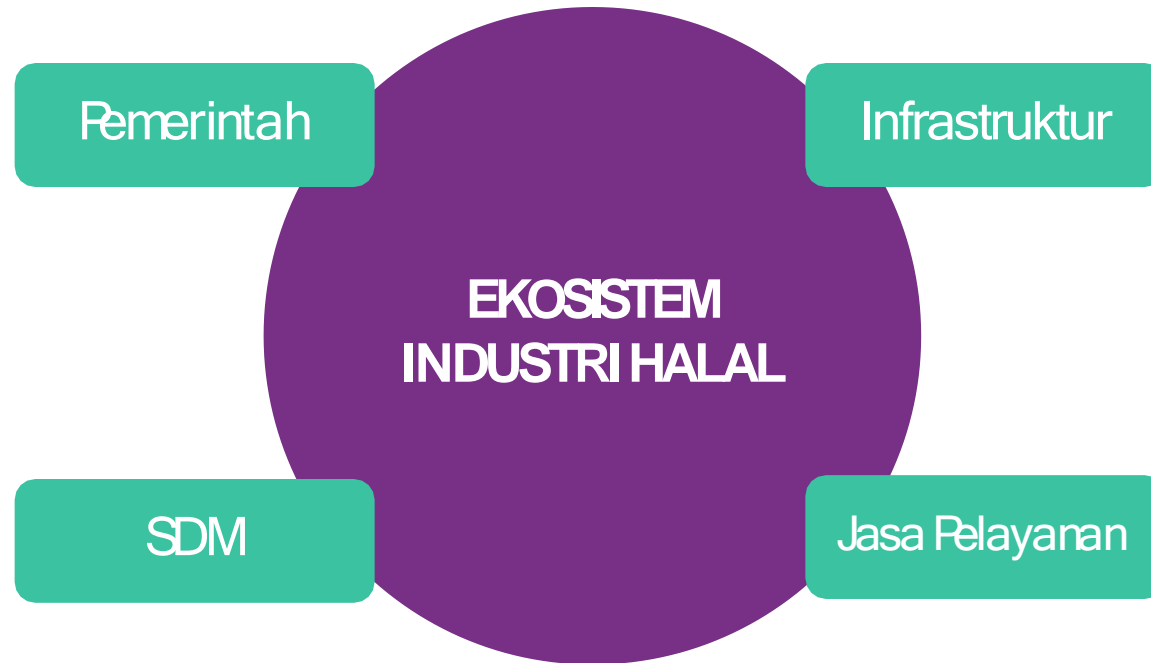 Pemerintah
Infrastruktur
EKOSISTEM
INDUSTRI HALAL
SDM
Jasa Pelayanan